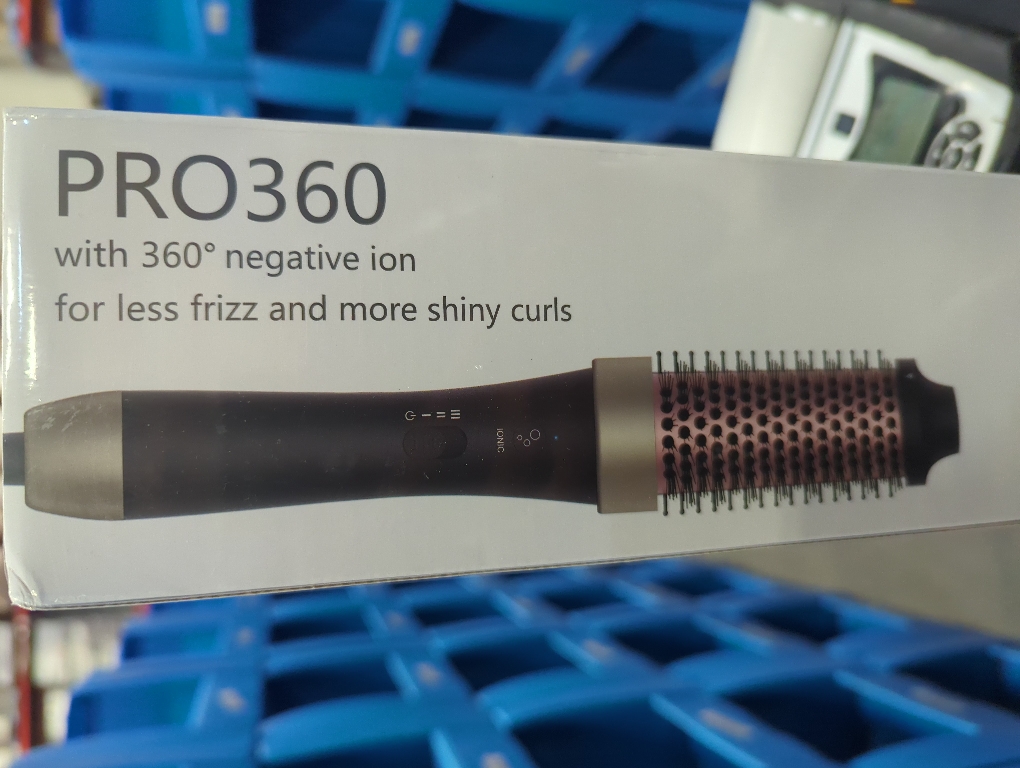 PRO360
with 360° negative ion
for less frizz and more shiny curls
IONIC